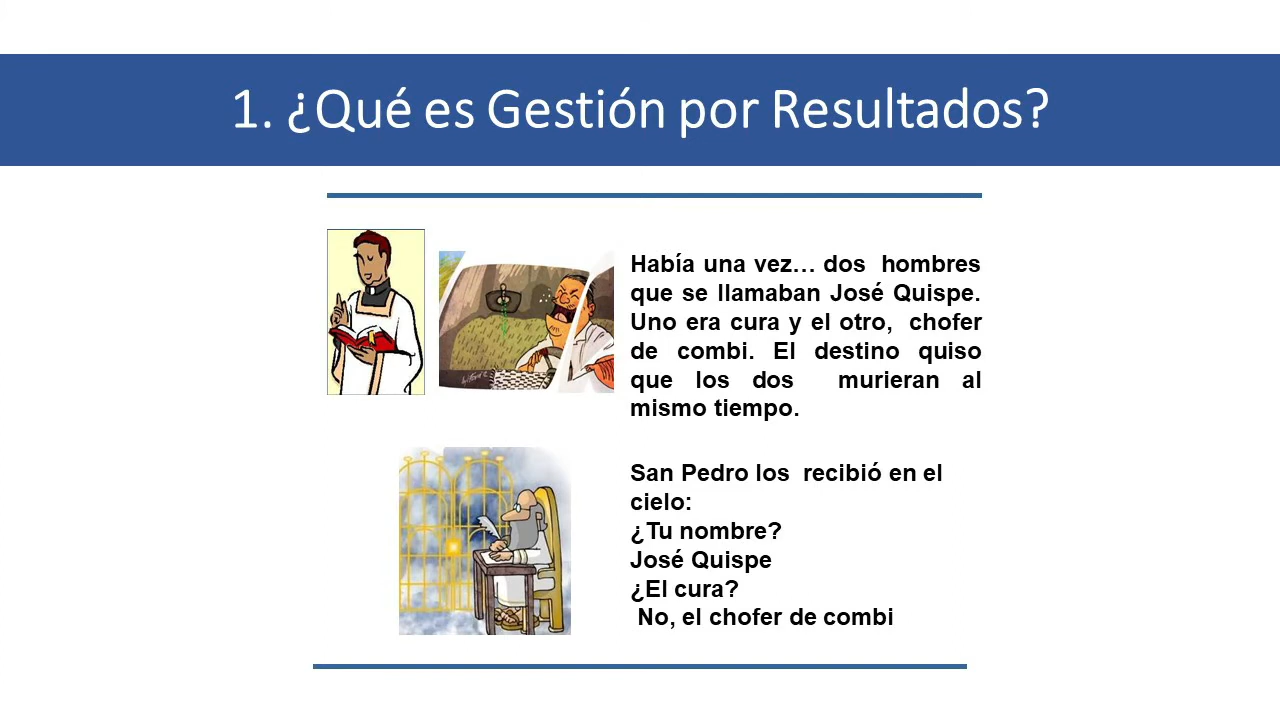 1. ¿Qué es Gestión por Resultados?
Había una vez… dos hombres
que se llamaban José Quispe.
Uno era cura y el otro, chofer
de combi. El destino quiso
que los dos murieran al
mismo tiempo.
San Pedro los recibió en el
cielo:
¿Tu nombre?
José Quispe
¿El cura?
No, el chofer de combi